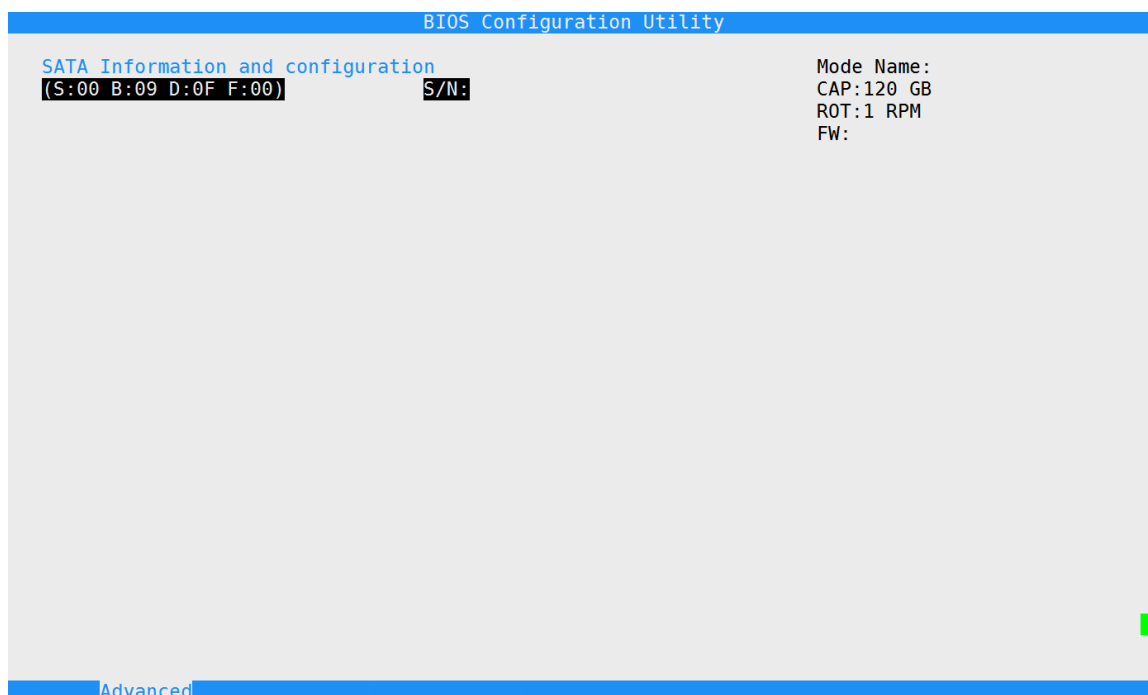 BIOS Configuration Utility
SATA Information and configuration
(S:00 B:09 D:0F F:00) S/N:
Mode Name:
CAP:120 GB
ROT:1 RPM
FW:
Advanced